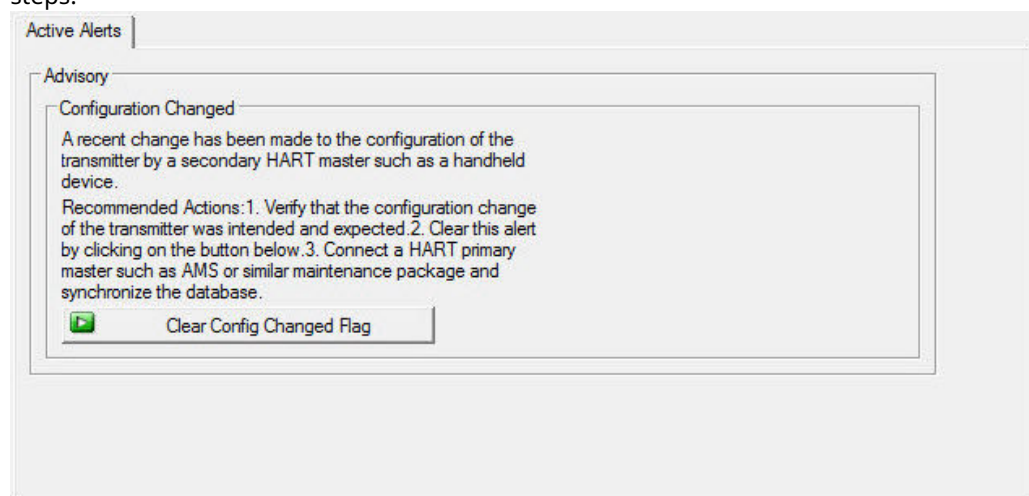 steps.
Active Alerts
Advisory
Configuration Changed
A recent change has been made to the configuration of the
transmitter by a secondary HART master such as a handheld
device.
Recommended Actions:1. Verify that the configuration change
of the transmitter was intended and expected.2. Clear this alert
by clicking on the button below.3. Connect a HART primary
master such as AMS or similar maintenance package and
synchronize the database.
Clear Config Changed Flag